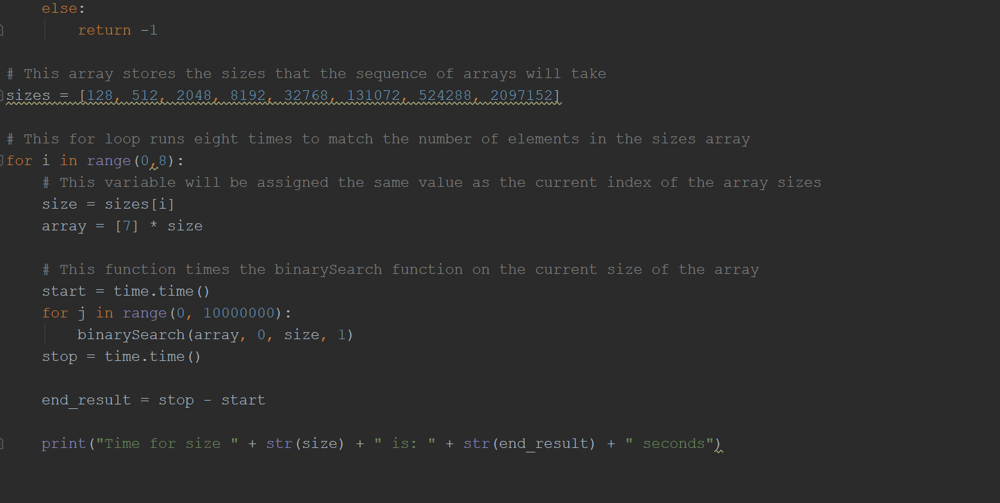 else:
return -1
# This array stores the sizes that the sequence of arrays will take
sizes = [128, 512, 2048, 8192, 32768, 131072, 524288, 2097152]
# This for loop runs eight times to match the number of elements in the sizes array
for i in range(0,8):
# This variable will be assigned the same value as the current index of the array sizes
size = sizes[i]
array = [7] * size
# This function times the binarySearch function on the current size of the array
start = time.time()
for j in range(0, 10000000):
binarySearch(array, 0, size, 1)
stop = time.time()
end_result = stop - start
print("Time for size " + str(size) + " is: " + str(end_result) + " seconds")